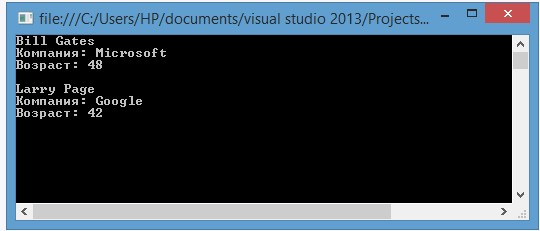 file:///C:/Users/HP/documents/visual studio 2013/Projects...
Bill Gates
Компания: Microsoft
Возраст: 48
Larry Page
Компания: Google
Возраст: 42